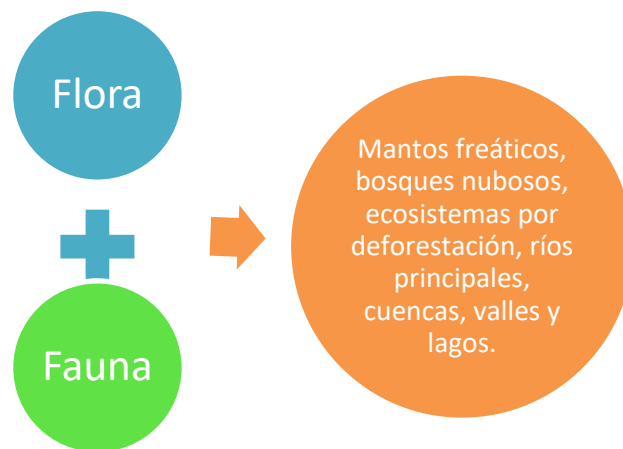 Flora
Fauna
Mantos freáticos,
bosques nubosos,
ecosistemas por
deforestación, ríos
principales,
cuencas, valles y
lagos.